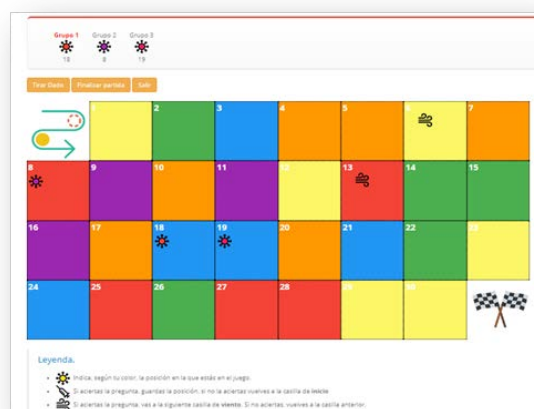 Grupo 1 Grupo 2 Grupo 3
18 8 19
Tirar Dado Finalizar partida Salir
1 2 3 4 5 6 7
8 9 10 11 12 13 14 15
16 17 18 19 20 21 22 23
24 25 26 27 28 29 30
Leyenda.
Indica, según tu color, la posición en la que estás en el juego.
Si aciertas la pregunta, guardas la posición, si no la aciertas vuelves a la casilla de inicio.
Si aciertas la pregunta, vas a la siguiente casilla de viento. Si no aciertas, vuelves a la casilla anterior.